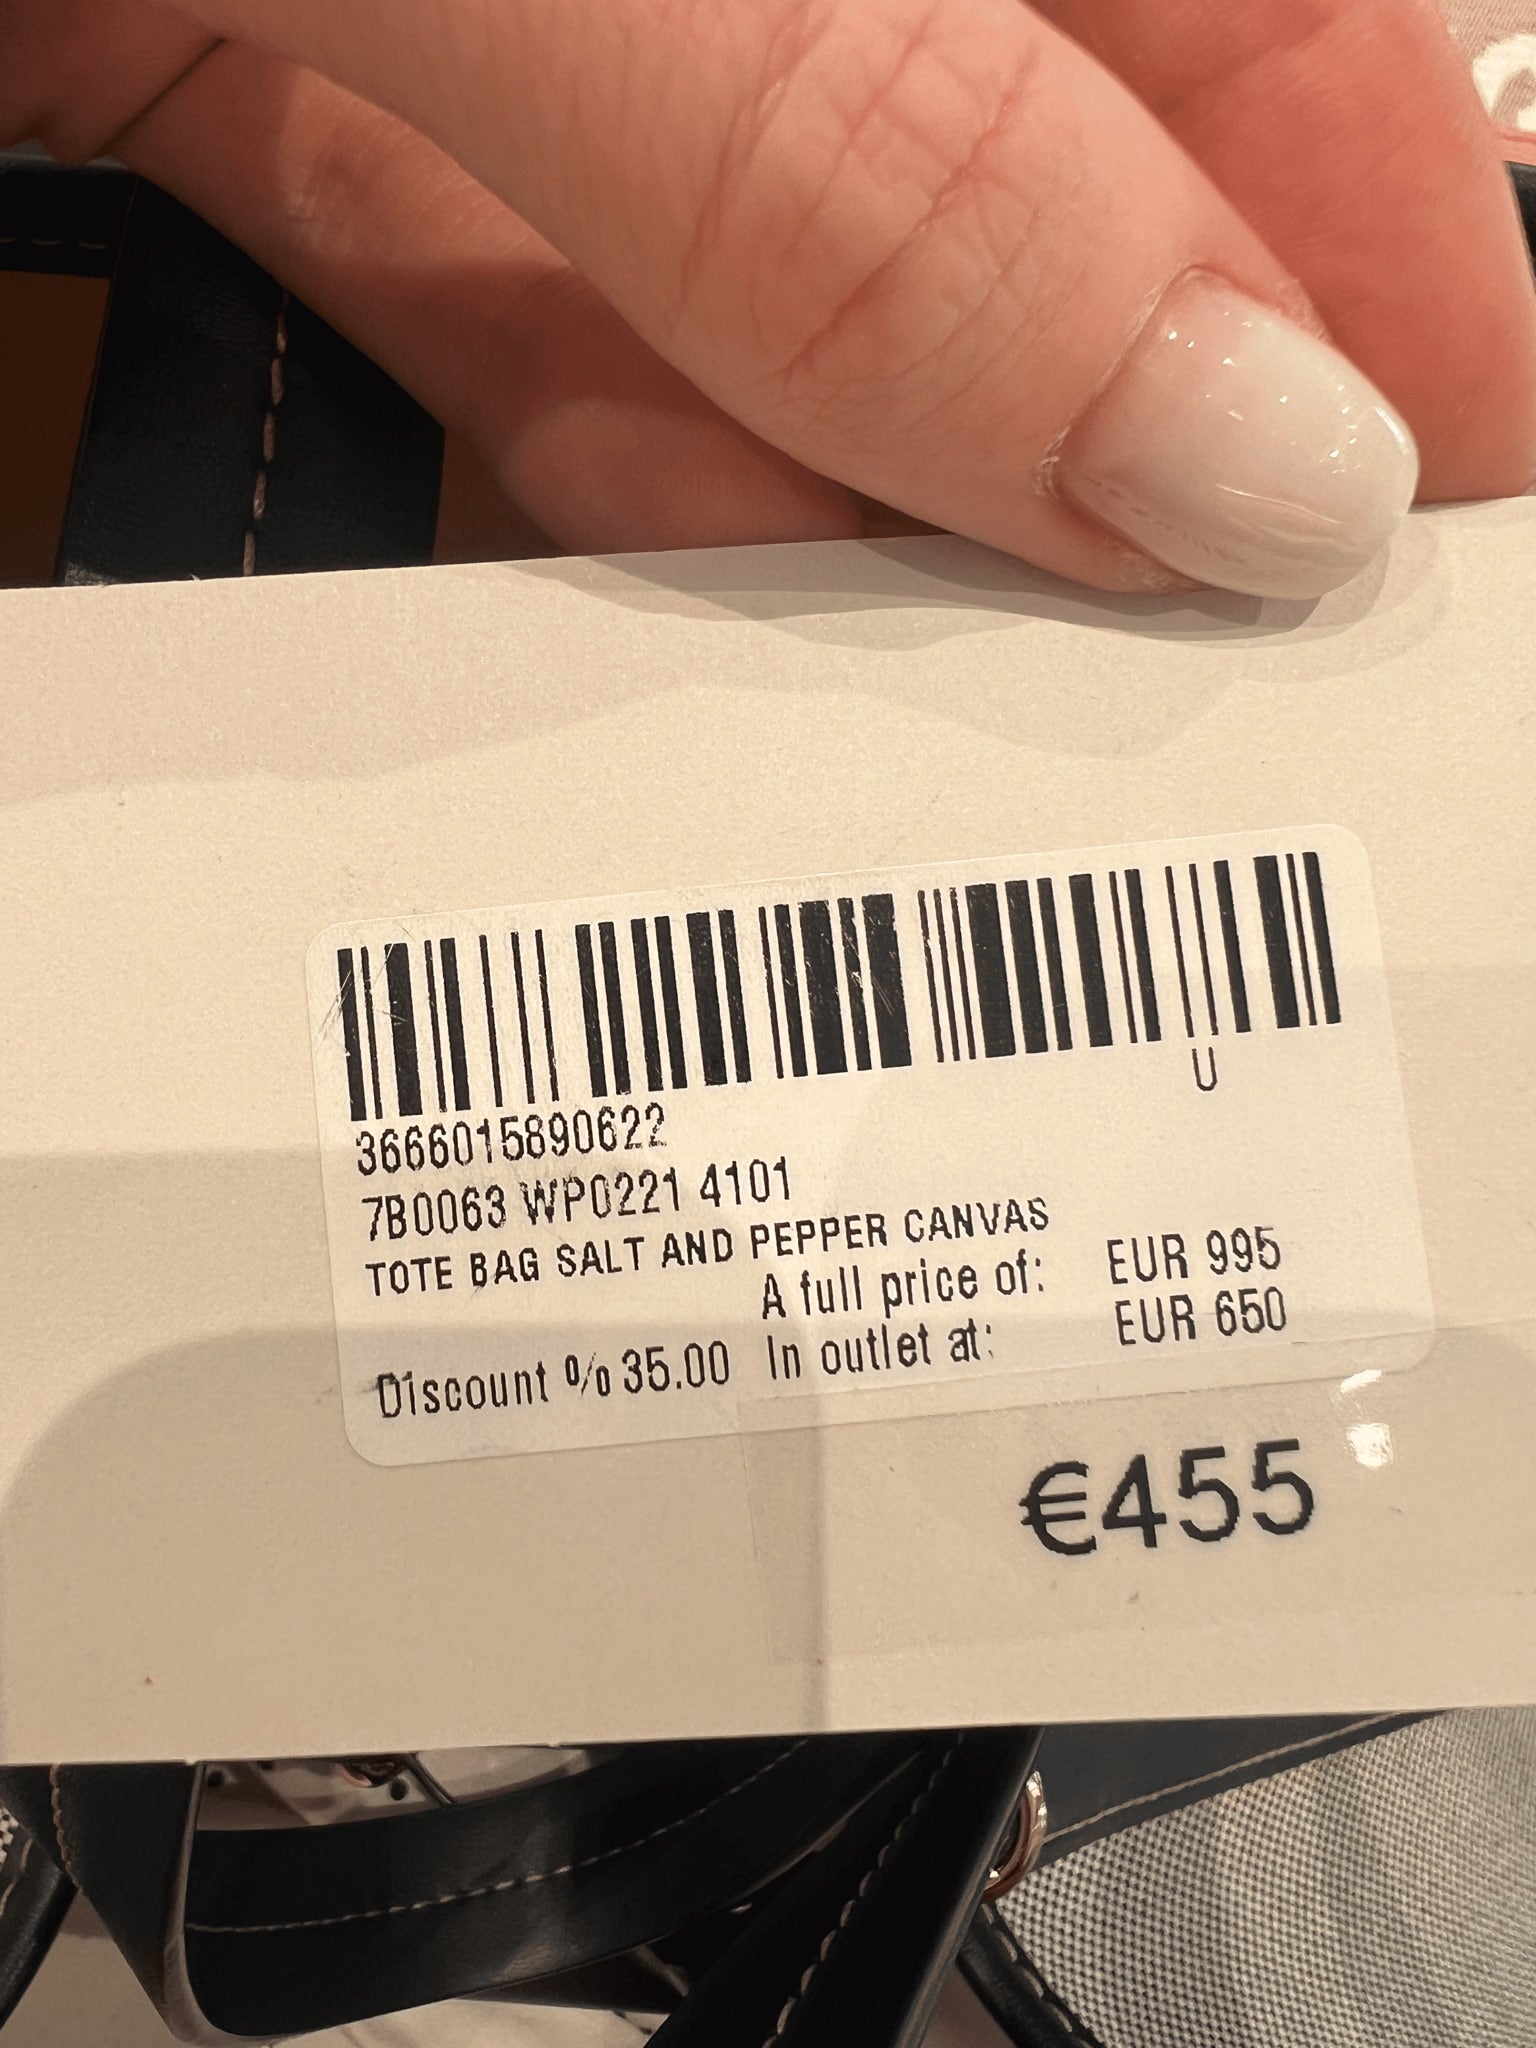 U
3666015890622
7B0063 WP0221 4101
TOTE BAG SALT AND PEPPER CANVAS
A full price of: EUR 995
Discount % 35.00 In outlet at: EUR 650
€455